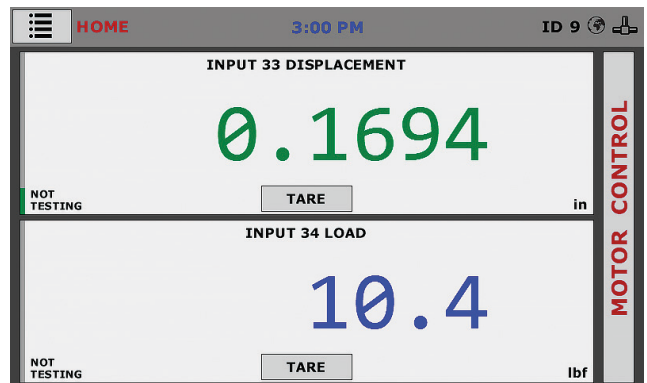 HOME 3:00 PM ID 9
INPUT 33 DISPLACEMENT
0.1694
NOT
TESTING
TARE
in
INPUT 34 LOAD
10.4
NOT
TESTING
TARE
lbf
MOTOR CONTROL